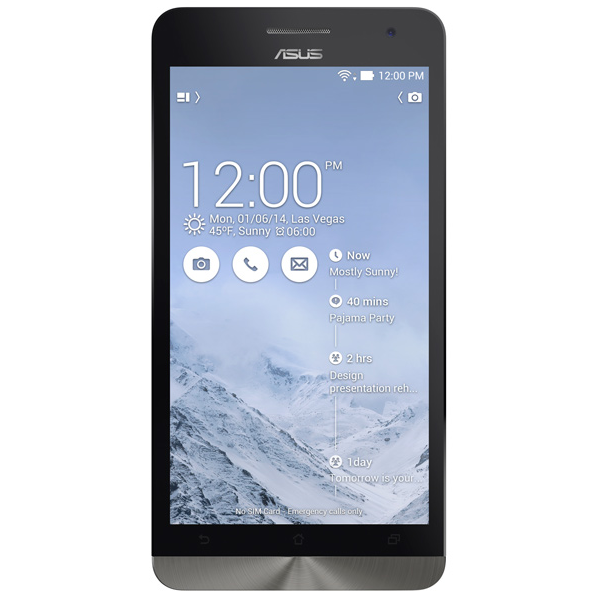 ASUS
12:00 PM
12:00 PM
Mon, 01/06/14, Las Vegas
45ºF, Sunny 06:00
Now
Mostly Sunny!
40 mins
Pajama Party
2 hrs
Design
presentation reh...
1day
Tomorrow is your
No SIM Card - Emergency calls only